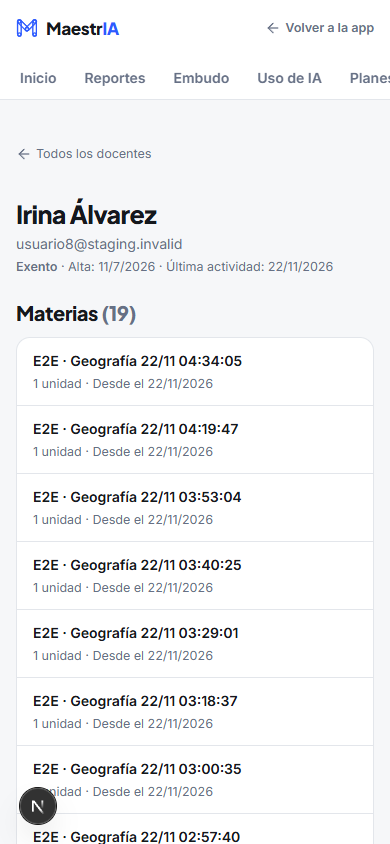 MaestrIA
← Volver a la app
Inicio Reportes Embudo Uso de IA Planes
← Todos los docentes
Irina Álvarez
usuario8@staging.invalid
Exento · Alta: 11/7/2026 · Última actividad: 22/11/2026
Materias (19)
E2E · Geografía 22/11 04:34:05
1 unidad · Desde el 22/11/2026
E2E · Geografía 22/11 04:19:47
1 unidad · Desde el 22/11/2026
E2E · Geografía 22/11 03:53:04
1 unidad · Desde el 22/11/2026
E2E · Geografía 22/11 03:40:25
1 unidad · Desde el 22/11/2026
E2E · Geografía 22/11 03:29:01
1 unidad · Desde el 22/11/2026
E2E · Geografía 22/11 03:18:37
1 unidad · Desde el 22/11/2026
E2E · Geografía 22/11 03:00:35
unidad · Desde el 22/11/2026
N
E2E · Geografía 22/11 02:57:40